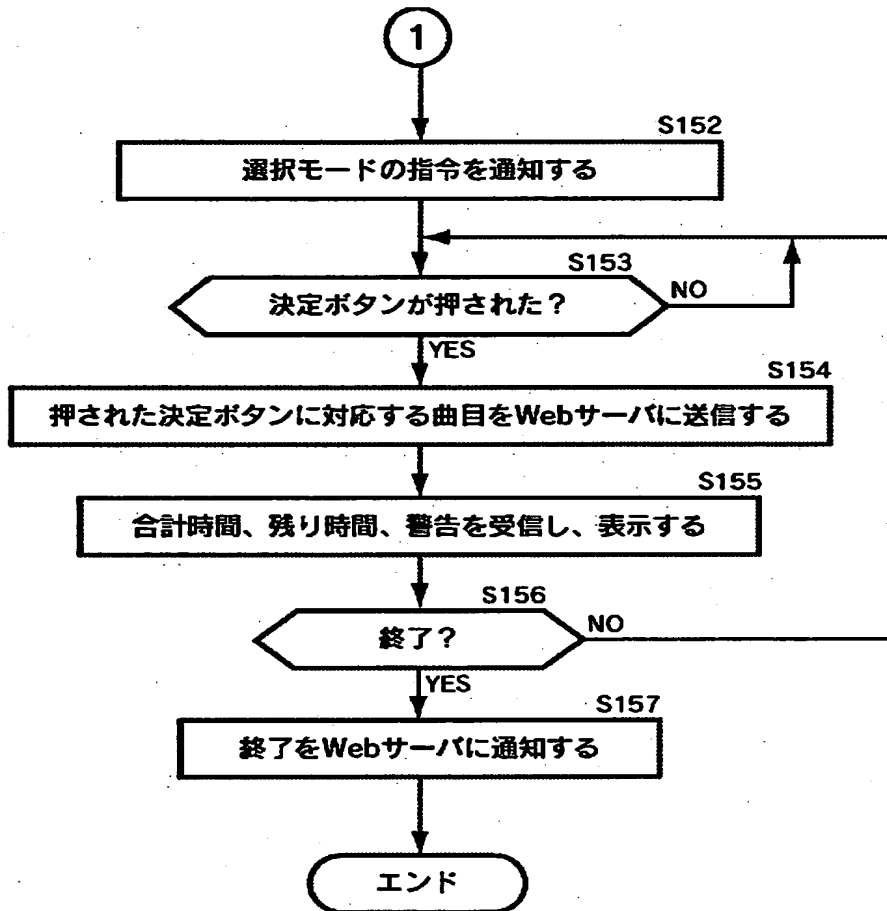 1
S152
選択モードの指令を通知する
S153
決定ボタンが押された？
NO
YES
S154
押された決定ボタンに対応する曲目をWebサーバに送信する
S155
合計時間、残り時間、警告を受信し、表示する
S156
終了？
NO
YES
S157
終了をWebサーバに通知する
エンド